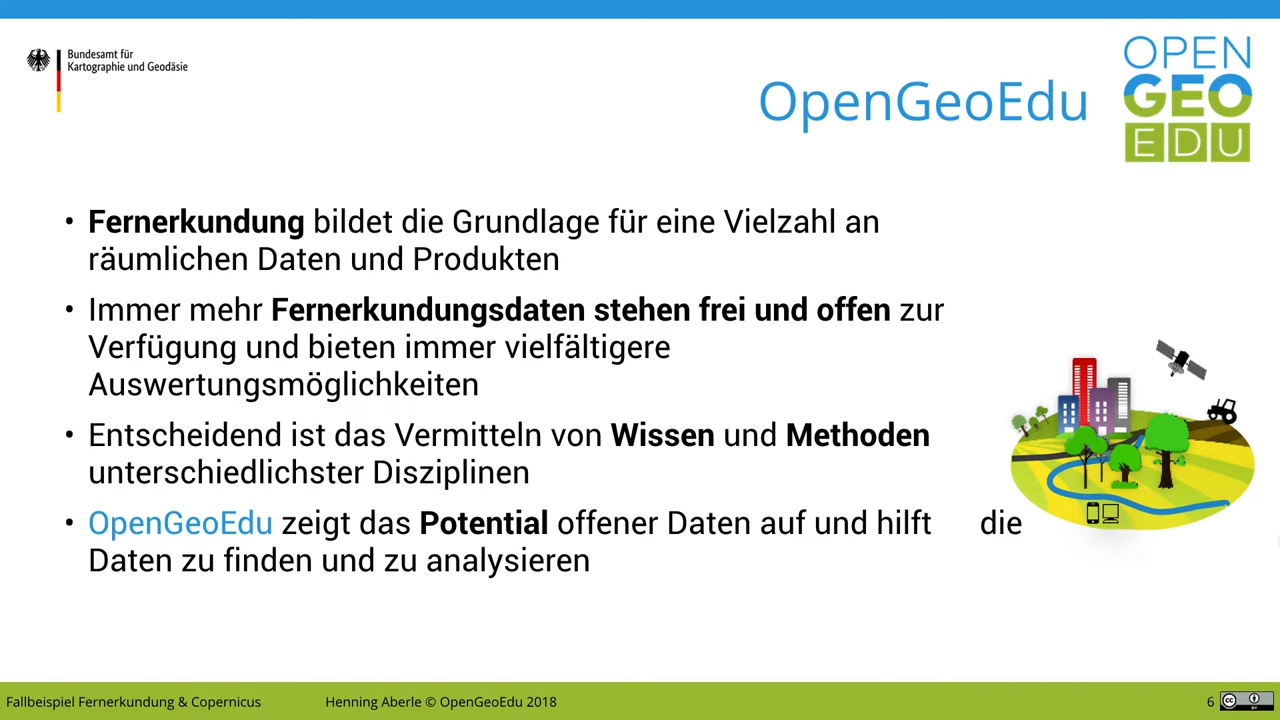 Bundesamt für
Kartographie und Geodäsie
OpenGeoEdu
OPEN
GEO
EDU
• Fernerkundung bildet die Grundlage für eine Vielzahl an
räumlichen Daten und Produkten
• Immer mehr Fernerkundungsdaten stehen frei und offen zur
Verfügung und bieten immer vielfältigere
Auswertungsmöglichkeiten
• Entscheidend ist das Vermitteln von Wissen und Methoden
unterschiedlichster Disziplinen
• OpenGeoEdu zeigt das Potential offener Daten auf und hilft die
Daten zu finden und zu analysieren
Fallbeispiel Fernerkundung & Copernicus Henning Aberle © OpenGeoEdu 2018 6
cc
BY